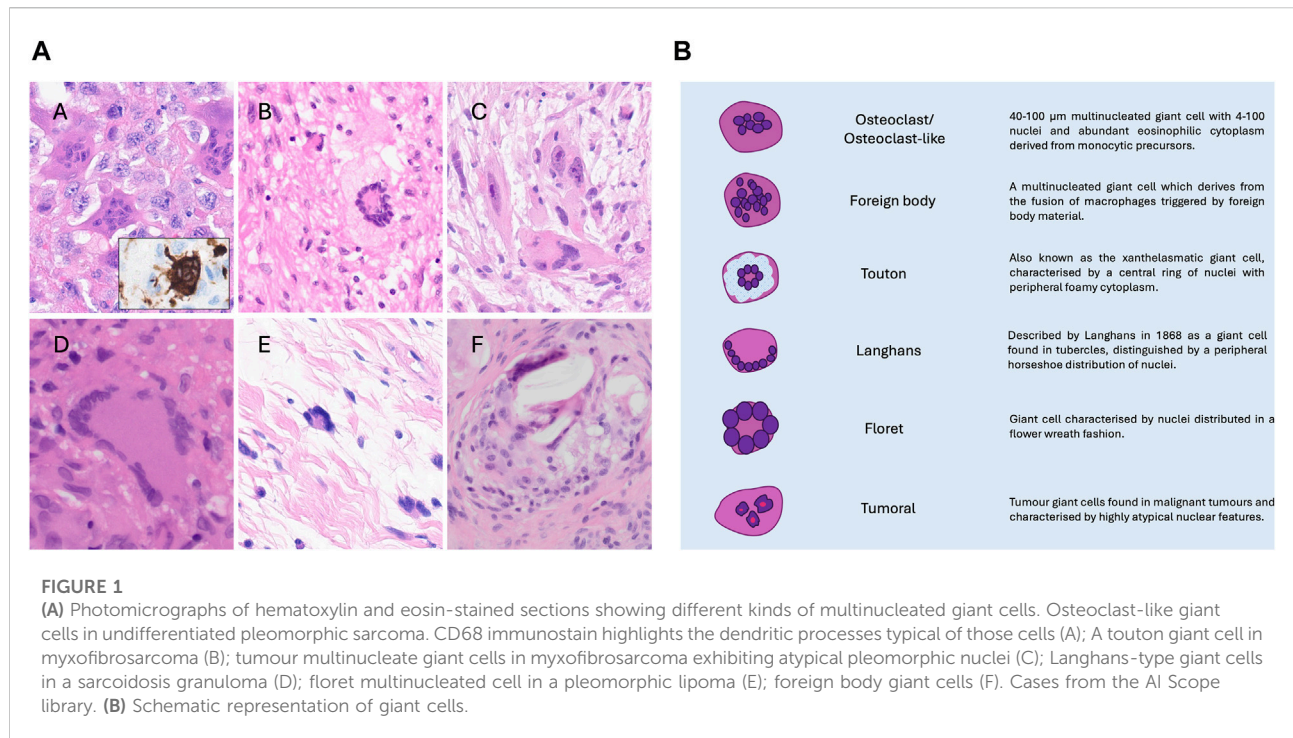 A
B
A
B
C
D
E
F
Osteoclast/
Osteoclast-like
40-100 µm multinucleated giant cell with 4-100
nuclei and abundant eosinophilic cytoplasm
derived from monocytic precursors.
Foreign body
A multinucleated giant cell which derives from
the fusion of macrophages triggered by foreign
body material.
Touton
Also known as the xanthelasmatic giant cell,
characterised by a central ring of nuclei with
peripheral foamy cytoplasm.
Langhans
Described by Langhans in 1868 as a giant cell
found in tubercles, distinguished by a peripheral
horseshoe distribution of nuclei.
Floret
Giant cell characterised by nuclei distributed in a
flower wreath fashion.
Tumoral
Tumour giant cells found in malignant tumours and
characterised by highly atypical nuclear features.
FIGURE 1
(A) Photomicrographs of hematoxylin and eosin-stained sections showing different kinds of multinucleated giant cells. Osteoclast-like giant
cells in undifferentiated pleomorphic sarcoma. CD68 immunostain highlights the dendritic processes typical of those cells (A); A touton giant cell in
myxofibrosarcoma (B); tumour multinucleate giant cells in myxofibrosarcoma exhibiting atypical pleomorphic nuclei (C); Langhans-type giant cells
in a sarcoidosis granuloma (D); floret multinucleated cell in a pleomorphic lipoma (E); foreign body giant cells (F). Cases from the AI Scope
library. (B) Schematic representation of giant cells.